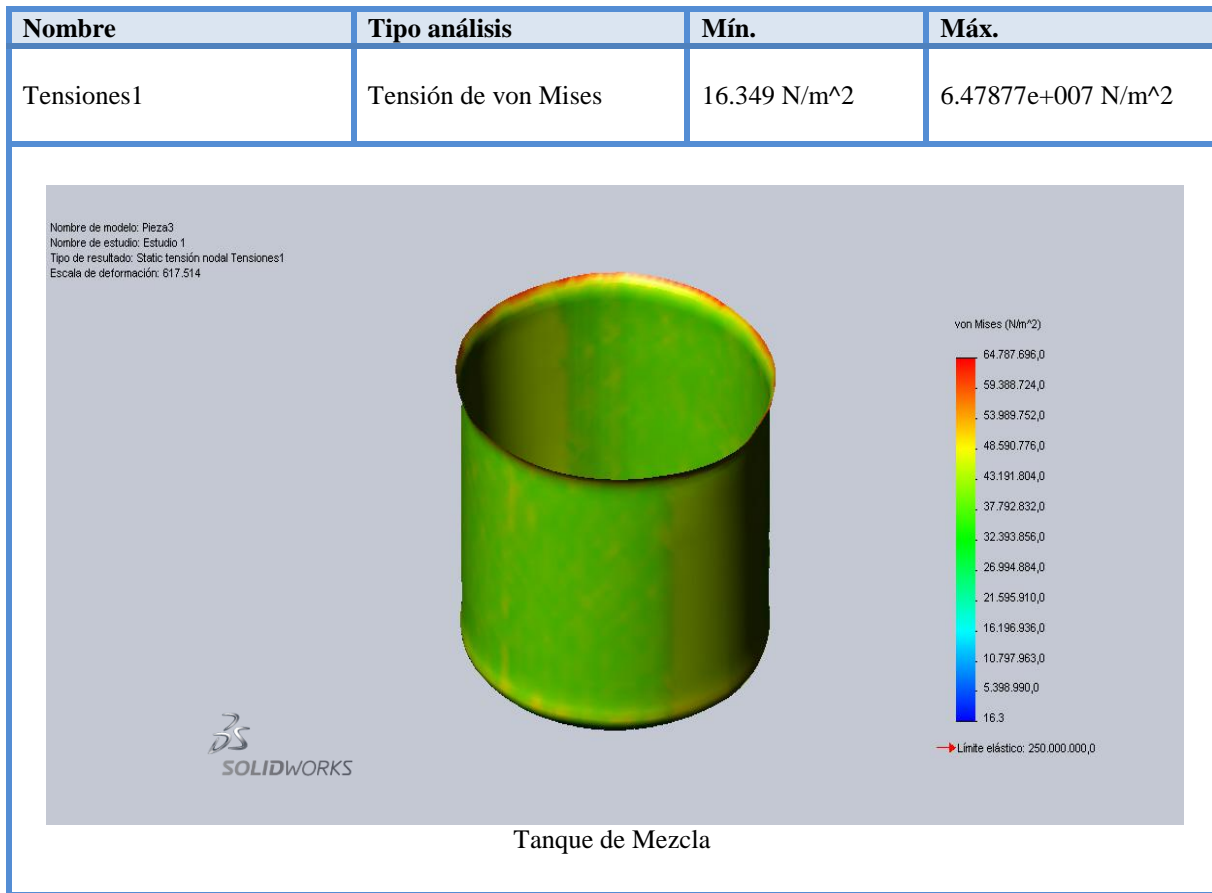 Nombre Tipo análisis Mín. Máx.
Tensiones1 Tensión de von Mises 16.349 N/m^2 6.47877e+007 N/m^2
Nombre de modelo: Pieza3
Nombre de estudio: Estudio 1
Tipo de resultado: Static tensión nodal Tensiones1
Escala de deformación: 617.514
von Mises (N/m^2)
64.787.696,0
59.388.724,0
53.989.752,0
48.590.776,0
43.191.804,0
37.792.832,0
32.393.856,0
26.994.884,0
21.595.910,0
16.196.936,0
10.797.963,0
5.398.990,0
16.3
Límite elástico: 250.000.000,0
SOLIDWORKS
Tanque de Mezcla